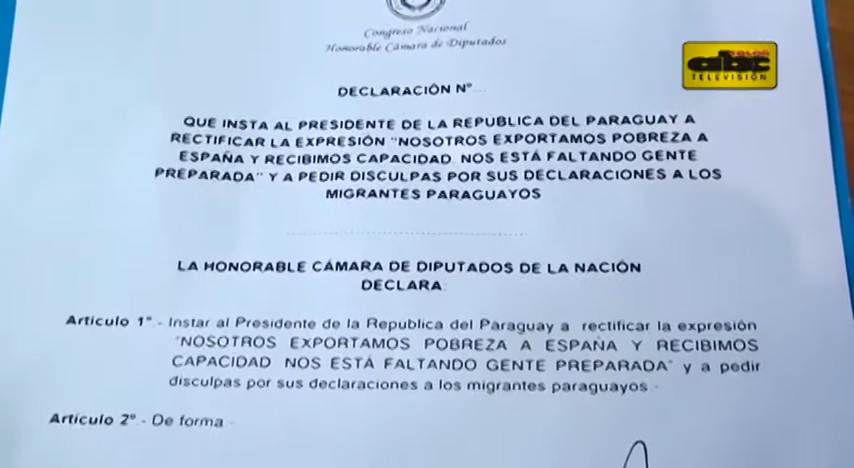 Congreso Nacional
Honorable Cámara de Diputados
COLOR
abc
TELEVISIÓN
DECLARACIÓN Nº...
QUE INSTA AL PRESIDENTE DE LA REPUBLICA DEL PARAGUAY A
RECTIFICAR LA EXPRESIÓN "NOSOTROS EXPORTAMOS POBREZA A
ESPAÑA Y RECIBIMOS CAPACIDAD. NOS ESTÁ FALTANDO GENTE
PREPARADA" Y A PEDIR DISCULPAS POR SUS DECLARACIONES A LOS
MIGRANTES PARAGUAYOS
LA HONORABLE CÁMARA DE DIPUTADOS DE LA NACIÓN
DECLARA:
Artículo 1º.- Instar al Presidente de la Republica del Paraguay a rectificar la expresión
"NOSOTROS EXPORTAMOS POBREZA A ESPAÑA Y RECIBIMOS
CAPACIDAD. NOS ESTÁ FALTANDO GENTE PREPARADA" y a pedir
disculpas por sus declaraciones a los migrantes paraguayos.-
Artículo 2º.- De forma.-